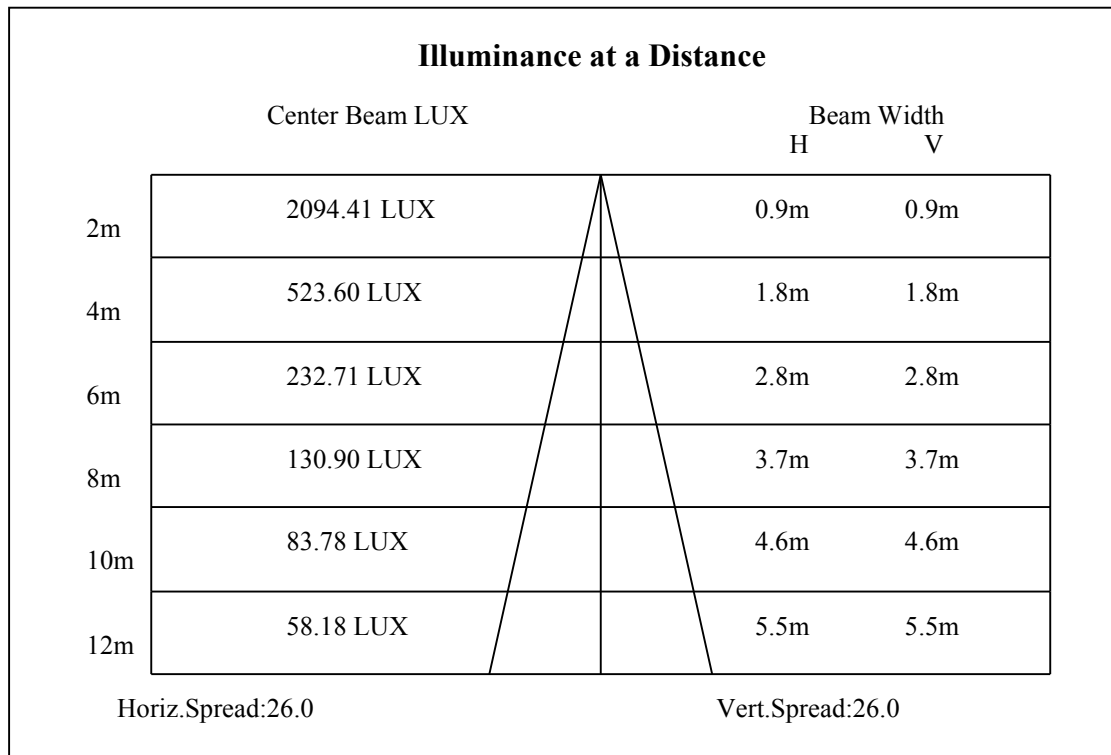 Illuminance at a Distance
Center Beam LUX Beam Width
H V
2m 2094.41 LUX 0.9m 0.9m
4m 523.60 LUX 1.8m 1.8m
6m 232.71 LUX 2.8m 2.8m
8m 130.90 LUX 3.7m 3.7m
10m 83.78 LUX 4.6m 4.6m
12m 58.18 LUX 5.5m 5.5m
Horiz.Spread:26.0 Vert.Spread:26.0